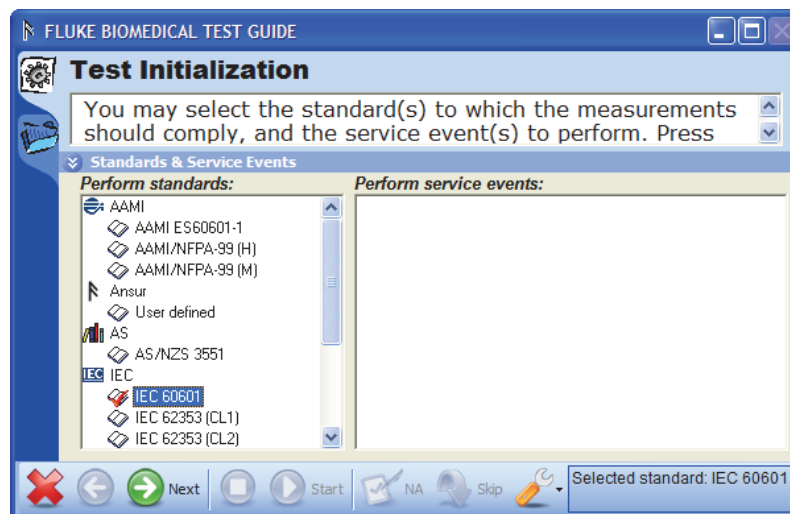 FLUKE BIOMEDICAL TEST GUIDE
Test Initialization
You may select the standard(s) to which the measurements
should comply, and the service event(s) to perform. Press
Standards & Service Events
Perform standards:
Perform service events:
AAMI
AAMI ES60601-1
AAMI/NFPA-99 (H)
AAMI/NFPA-99 (M)
Ansur
User defined
AS
AS/NZS 3551
IEC IEC
IEC 60601
IEC 62353 (CL1)
IEC 62353 (CL2)
Next
Start
NA
Skip
Selected standard: IEC 60601